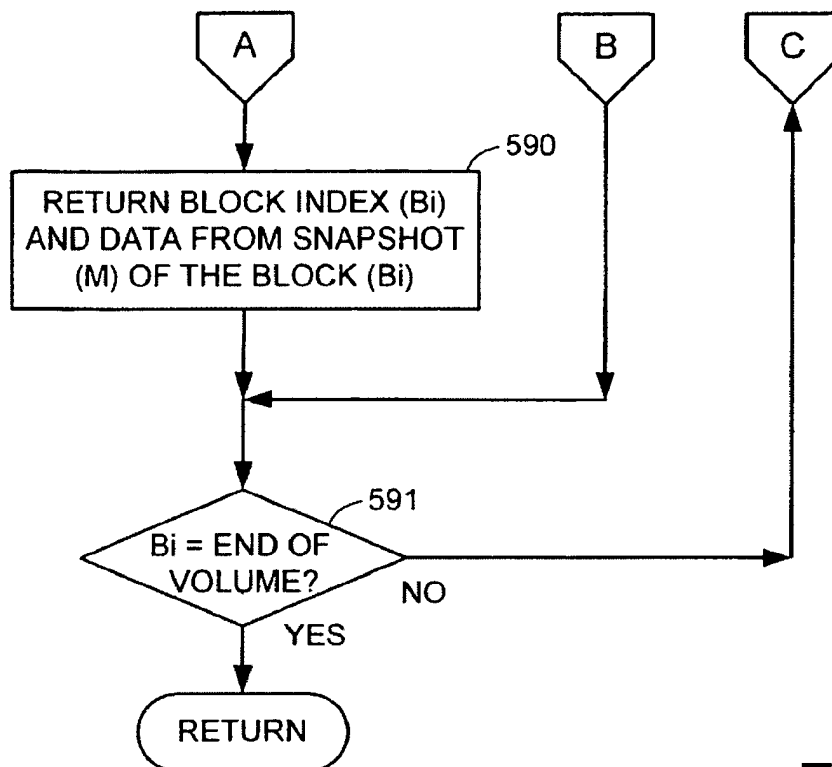 A
B
C
590
RETURN BLOCK INDEX (Bi)
AND DATA FROM SNAPSHOT
(M) OF THE BLOCK (Bi)
591
Bi = END OF
VOLUME?
NO
YES
RETURN